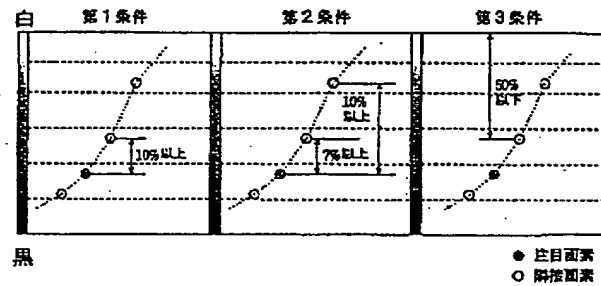 白
第1条件
第2条件
第3条件
10%以上
10%
以上
7%以上
50%
以下
黒
● 注目画素
○ 隣接画素